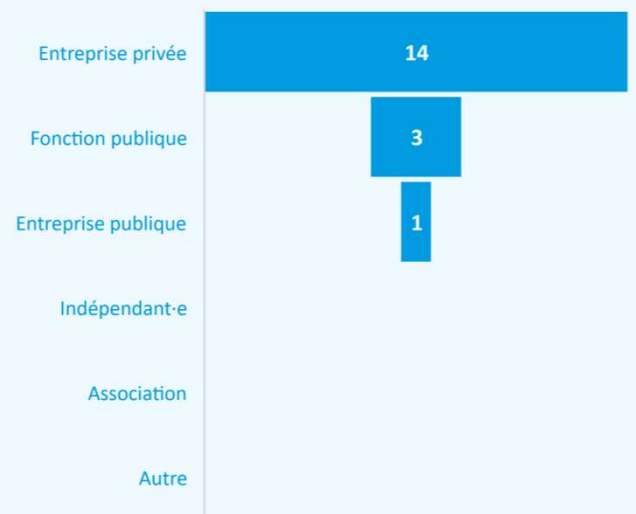 Entreprise privée 14
Fonction publique 3
Entreprise publique 1
Indépendant·e
Association
Autre